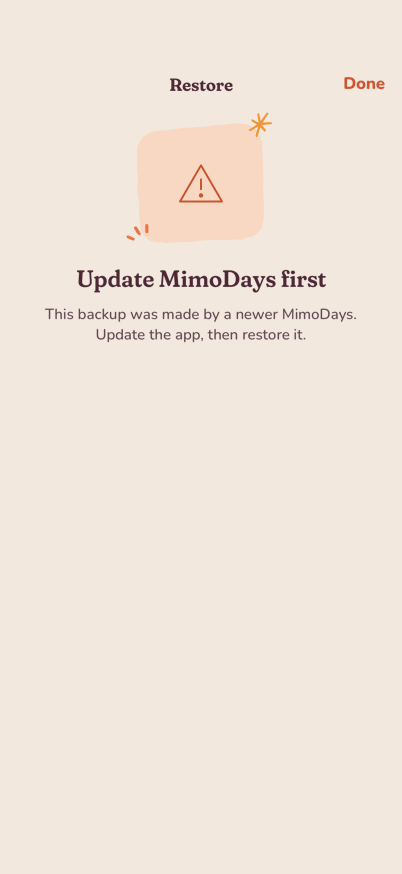 Restore
Done
Update MimoDays first
This backup was made by a newer MimoDays.
Update the app, then restore it.